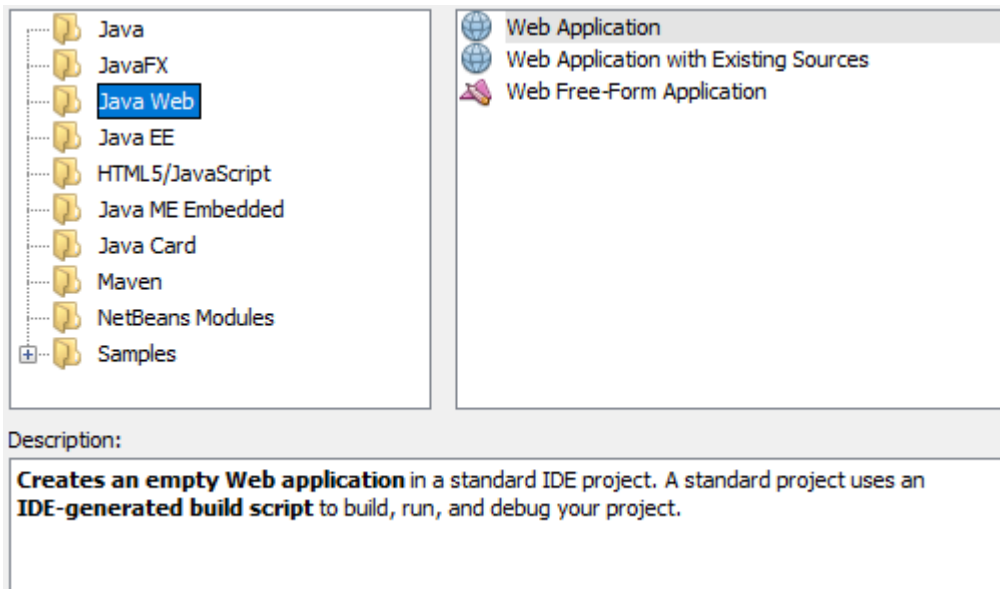 Java
JavaFX
Java Web
Java EE
HTML5/JavaScript
Java ME Embedded
Java Card
Maven
NetBeans Modules
Samples
Web Application
Web Application with Existing Sources
Web Free-Form Application
Description:
Creates an empty Web application in a standard IDE project. A standard project uses an
IDE-generated build script to build, run, and debug your project.